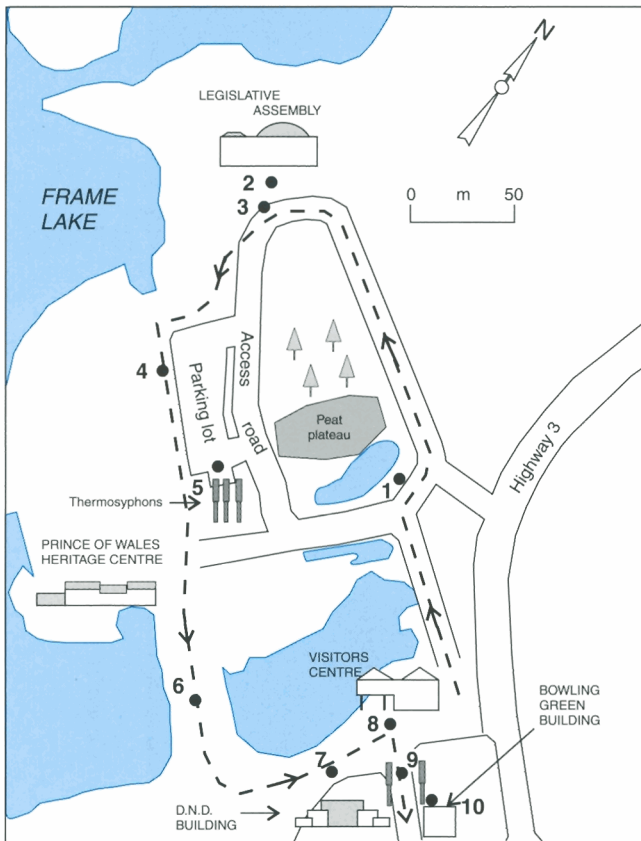 N
LEGISLATIVE
ASSEMBLY
2
3
0 m 50
FRAME
LAKE
4
Access
road
Parking lot
Peat
plateau
Highway 3
5
1
Thermosyphons
PRINCE OF WALES
HERITAGE CENTRE
VISITORS
CENTRE
6
8
BOWLING
GREEN
BUILDING
7
9
10
D.N.D.
BUILDING